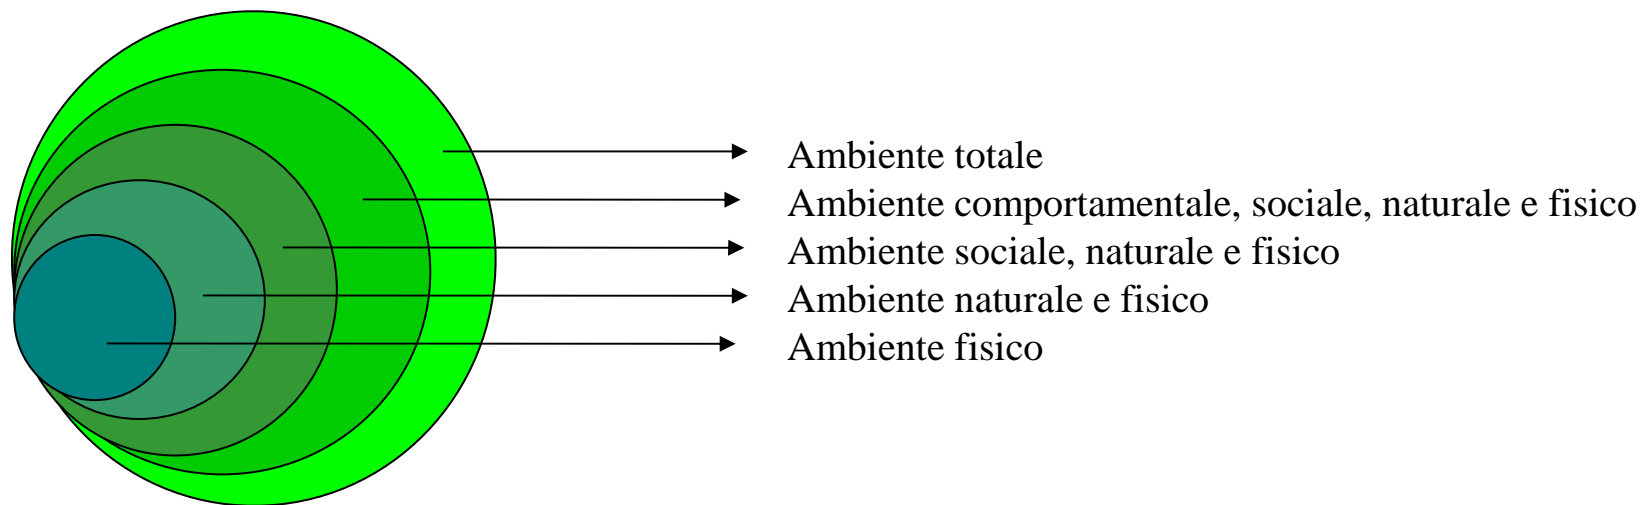 Ambiente totale
Ambiente comportamentale, sociale, naturale e fisico
Ambiente sociale, naturale e fisico
Ambiente naturale e fisico
Ambiente fisico